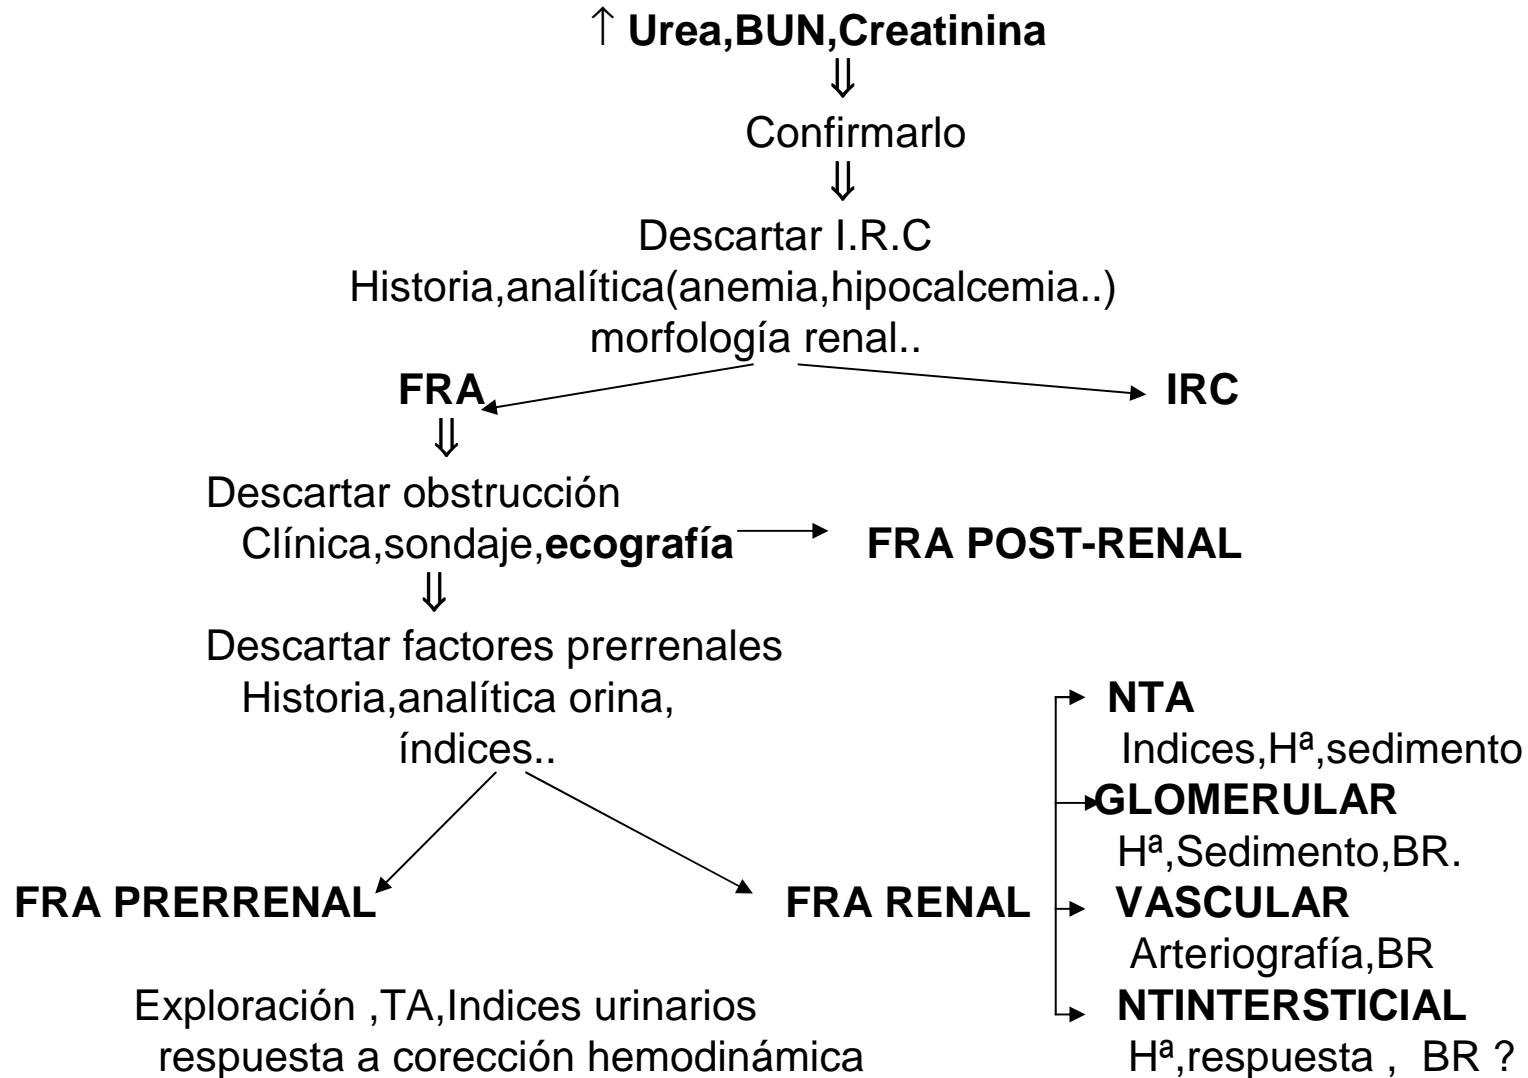 ↑ Urea,BUN,Creatinina
⇓
Confirmarlo
⇓
Descartar I.R.C
Historia,analítica(anemia,hipocalcemia..)
morfología renal..
FRA
IRC
⇓
Descartar obstrucción
Clínica,sondaje,ecografía
FRA POST-RENAL
⇓
Descartar factores prerrenales
Historia,analítica orina,
índices..
FRA PRERRENAL
Exploración ,TA,Indices urinarios
respuesta a corección hemodinámica
FRA RENAL
NTA
Indices,Hª,sedimento
GLOMERULAR
Hª,Sedimento,BR.
VASCULAR
Arteriografía,BR
NTINTERSTICIAL
Hª,respuesta , BR ?